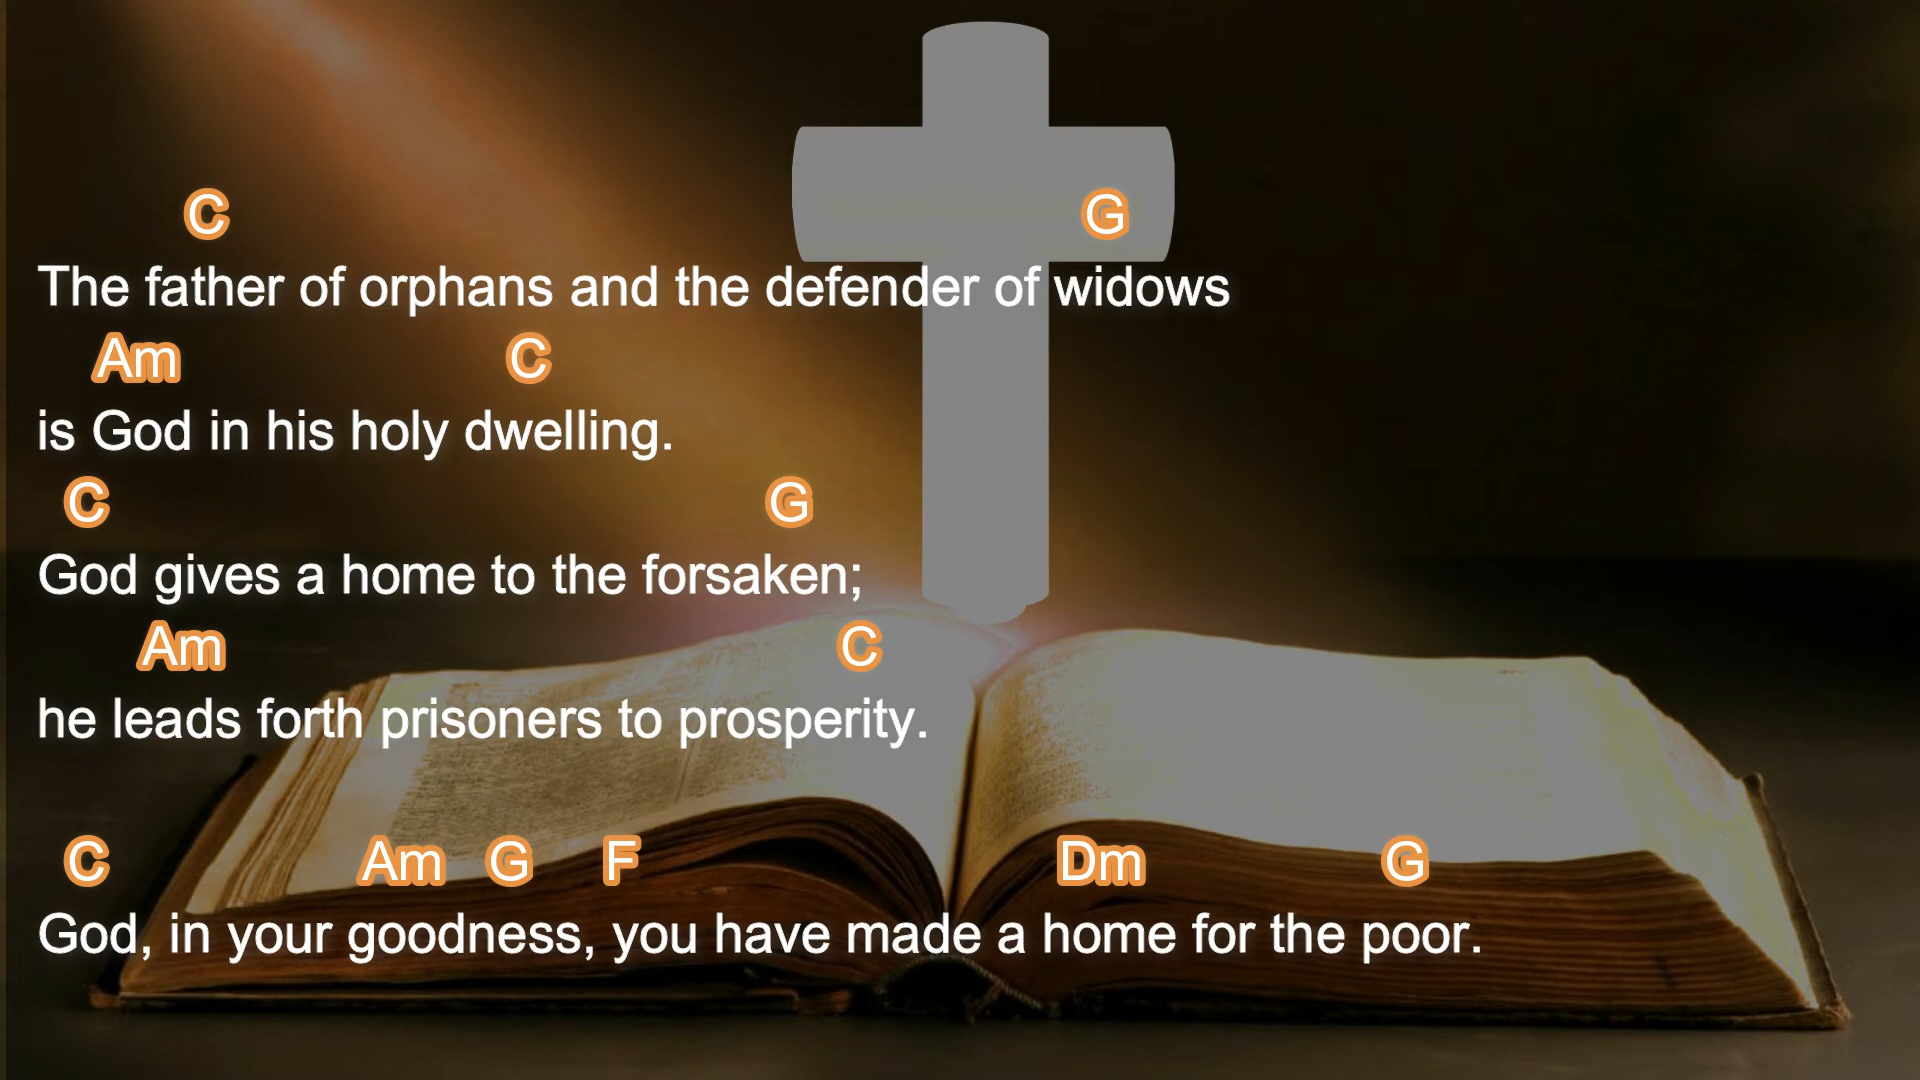 C G
The father of orphans and the defender of widows
Am C
is God in his holy dwelling.
C G
God gives a home to the forsaken;
Am C
he leads forth prisoners to prosperity.
C Am G F Dm G
God, in your goodness, you have made a home for the poor.